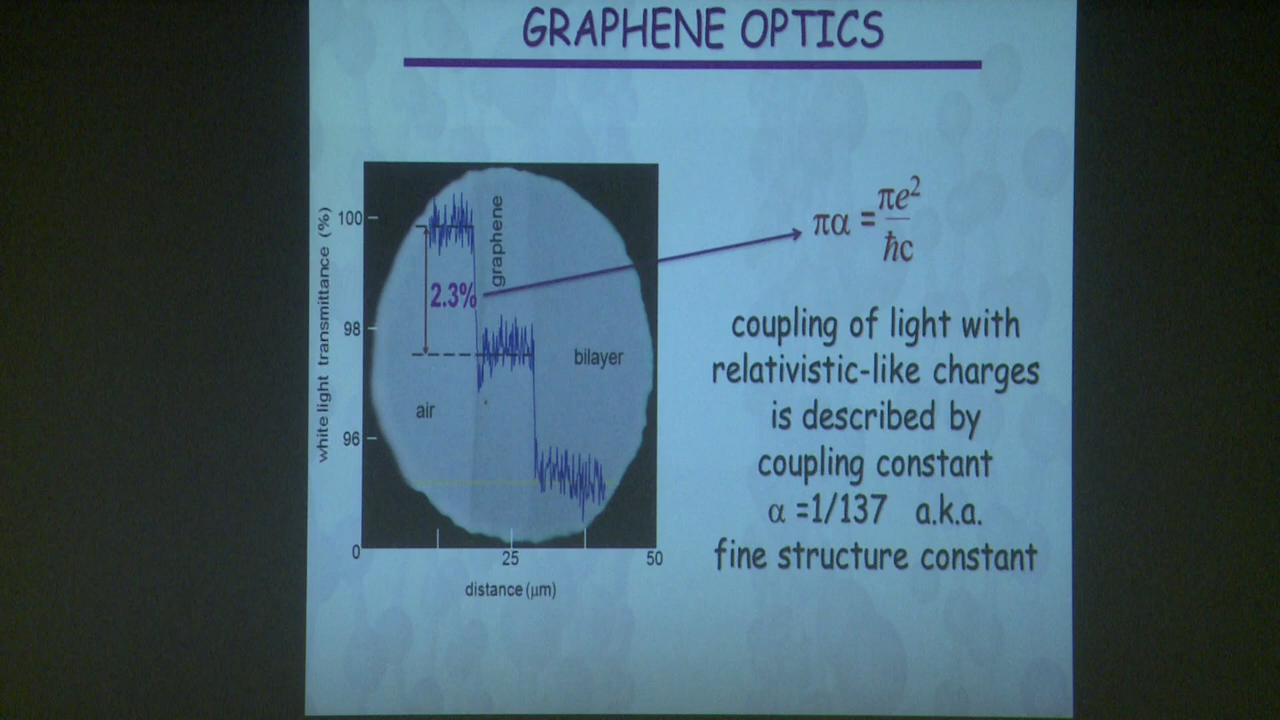 GRAPHENE OPTICS
white light transmittance (%)
100
98
96
0
25
50
distance (μm)
graphene
2.3%
bilayer
air
πα = πe²/ħc
coupling of light with
relativistic-like charges
is described by
coupling constant
α =1/137 a.k.a.
fine structure constant